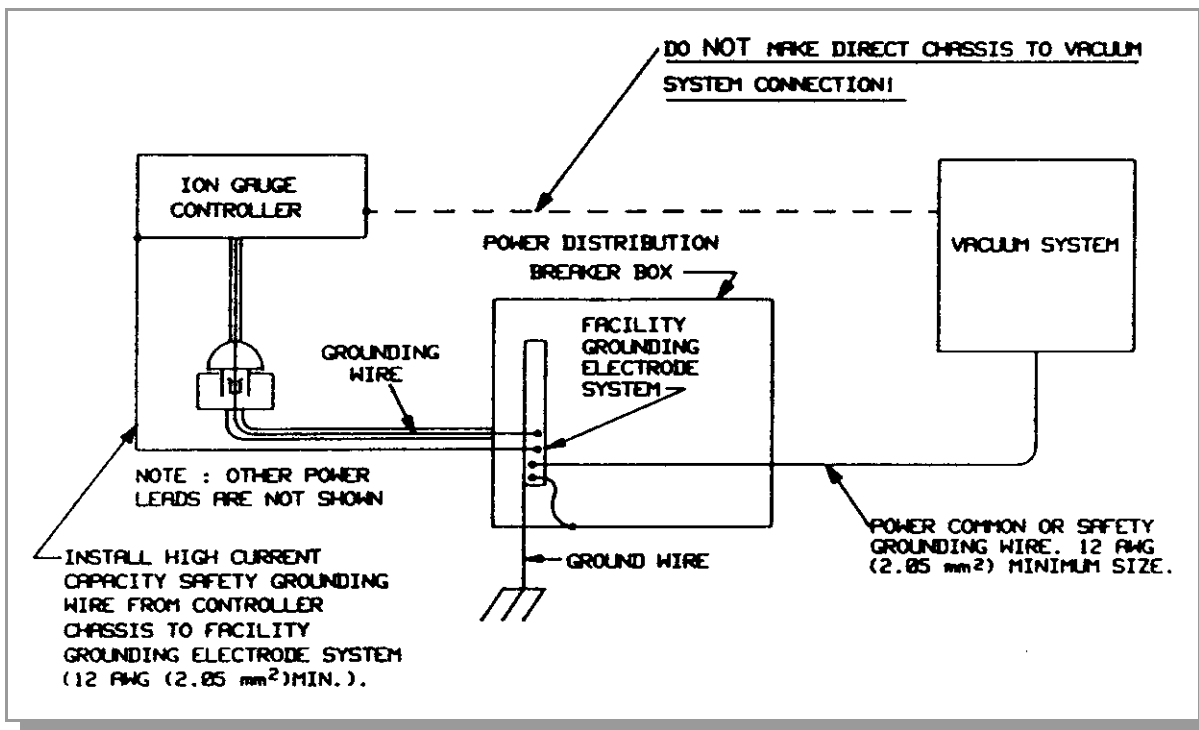 DO NOT MAKE DIRECT CHASSIS TO VACUUM
SYSTEM CONNECTION!
ION GAUGE
CONTROLLER
POWER DISTRIBUTION
BREAKER BOX
VACUUM SYSTEM
FACILITY
GROUNDING
ELECTRODE
SYSTEM
GROUNDING
WIRE
NOTE : OTHER POWER
LEADS ARE NOT SHOWN
INSTALL HIGH CURRENT
CAPACITY SAFETY GROUNDING
WIRE FROM CONTROLLER
CHASSIS TO FACILITY
GROUNDING ELECTRODE SYSTEM
(12 AWG (2.05 mm²)MIN.).
GROUND WIRE
POWER COMMON OR SAFETY
GROUNDING WIRE. 12 AWG
(2.05 mm²) MINIMUM SIZE.